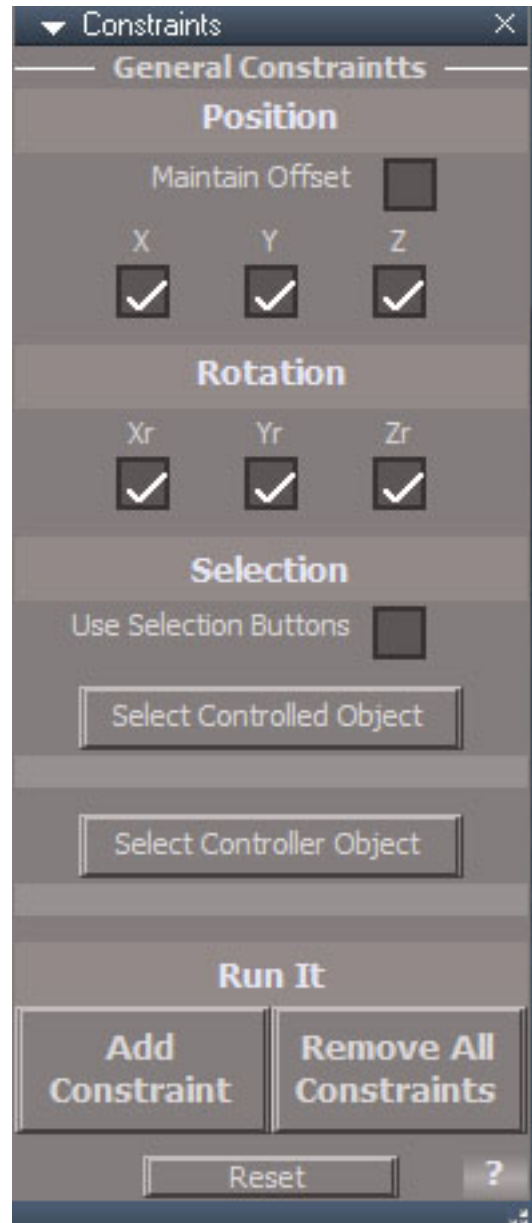 Constraints
General Constraintts
Position
Maintain Offset
X Y Z
Rotation
Xr Yr Zr
Selection
Use Selection Buttons
Select Controlled Object
Select Controller Object
Run It
Add Remove All
Constraint Constraints
Reset ?